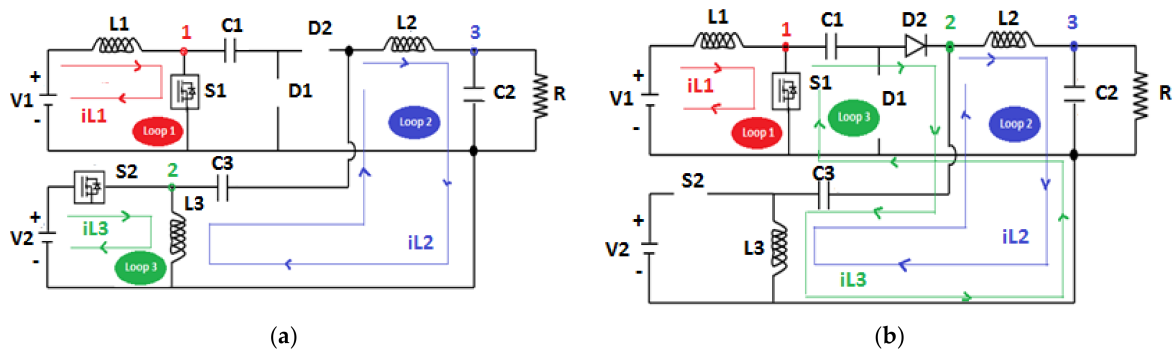 L1 1 C1 D2 L2 3
+ V1 -
iL1
Loop 1
S1
D1
Loop 2
C2
R
S2 2 C3
+ V2 -
iL3
Loop 3
L3
iL2
(a)
L1 1 C1 D2 2 L2 3
+ V1 -
iL1
Loop 1
S1
D1
Loop 3
Loop 2
C2
R
S2 C3
+ V2 -
L3
iL2
iL3
(b)